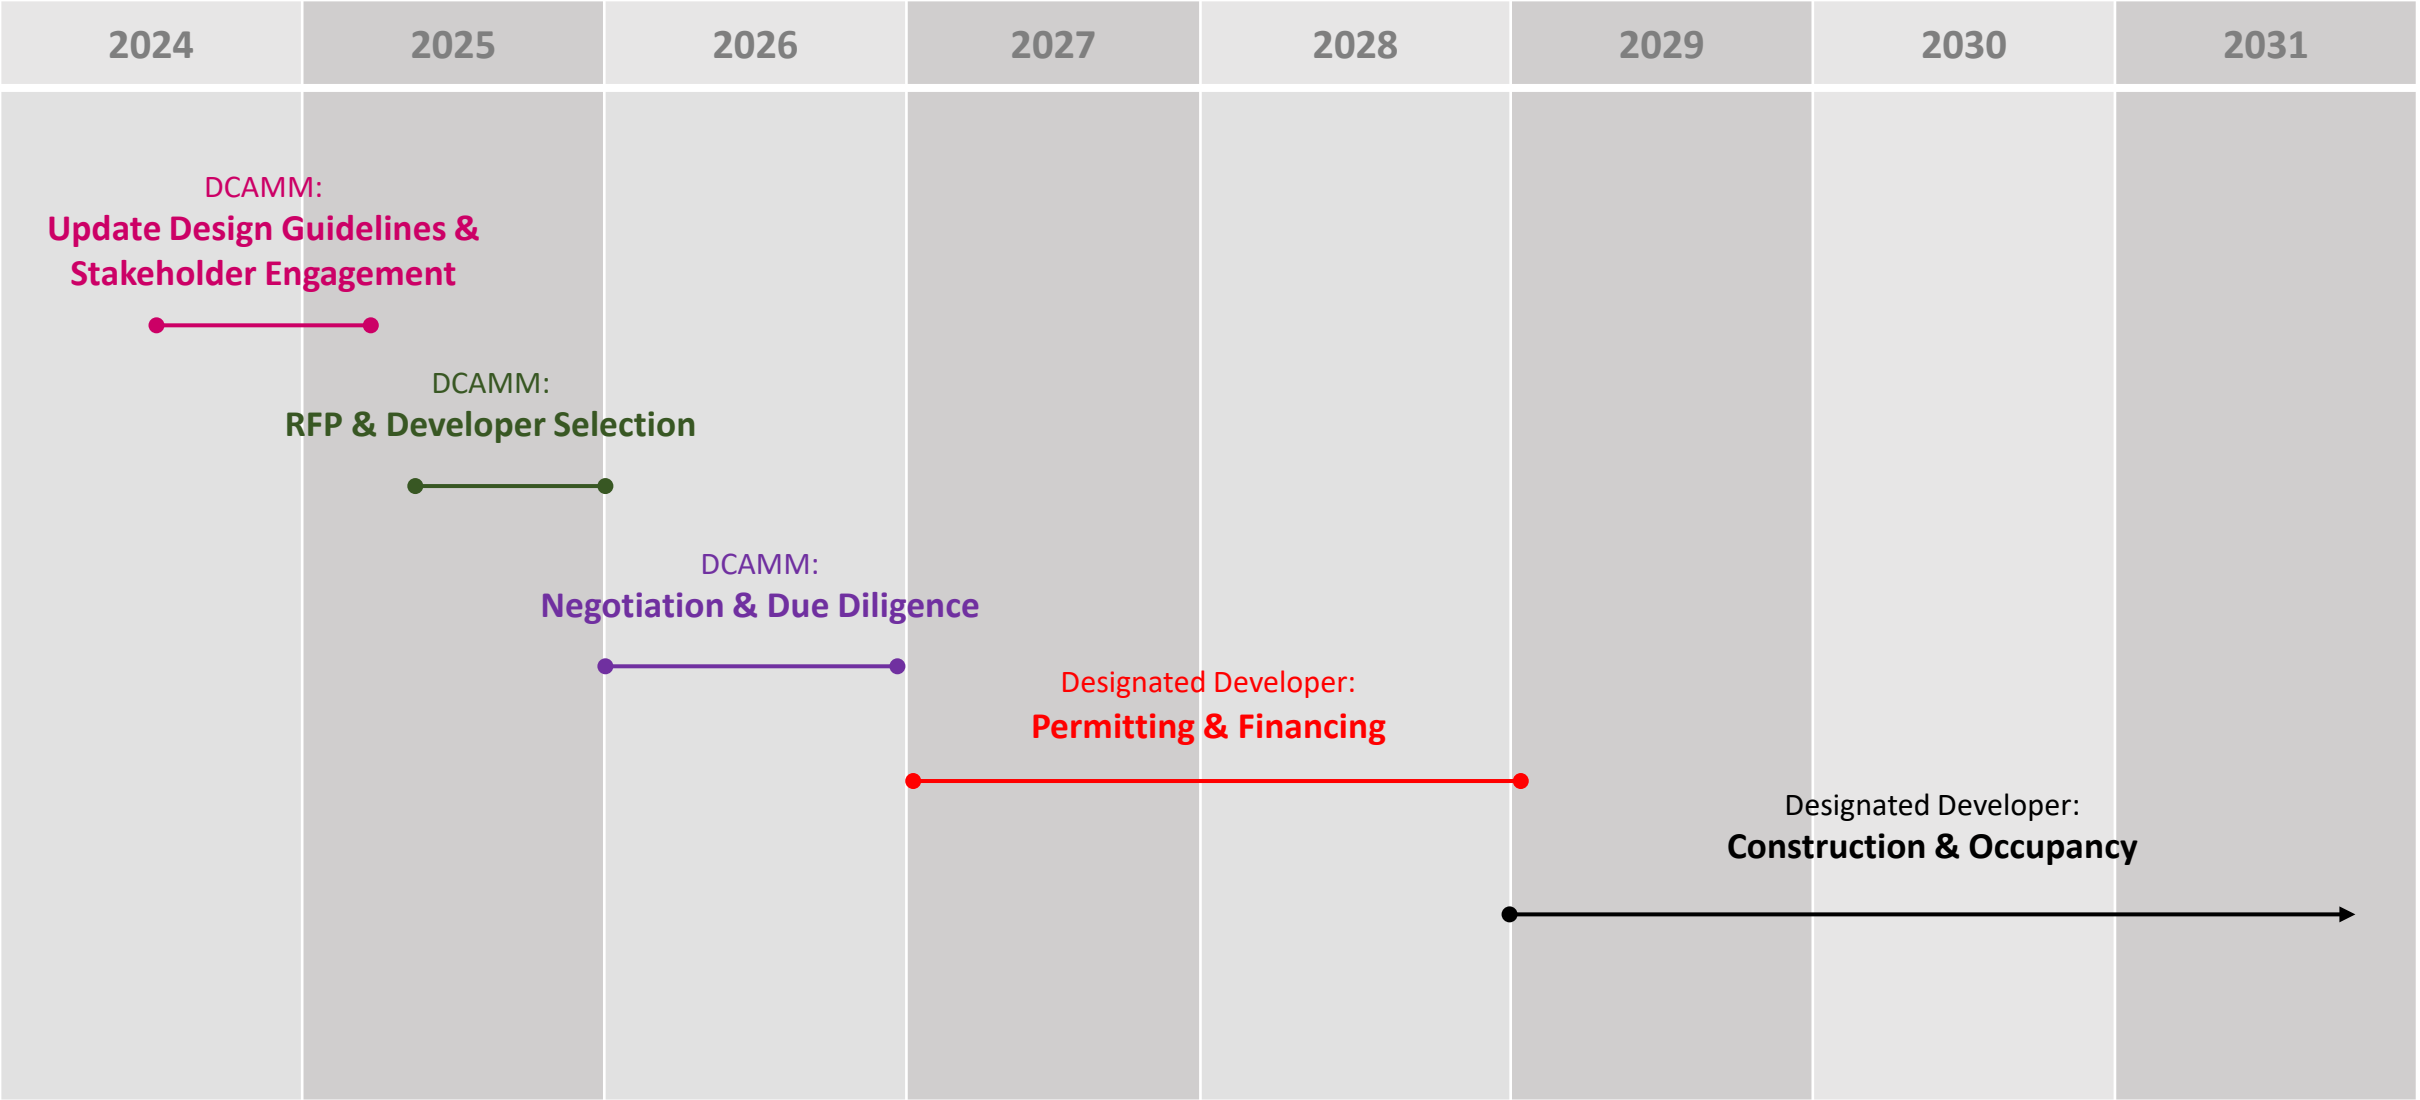 2024 2025 2026 2027 2028 2029 2030 2031
DCAMM:
Update Design Guidelines &
Stakeholder Engagement
DCAMM:
RFP & Developer Selection
DCAMM:
Negotiation & Due Diligence
Designated Developer:
Permitting & Financing
Designated Developer:
Construction & Occupancy